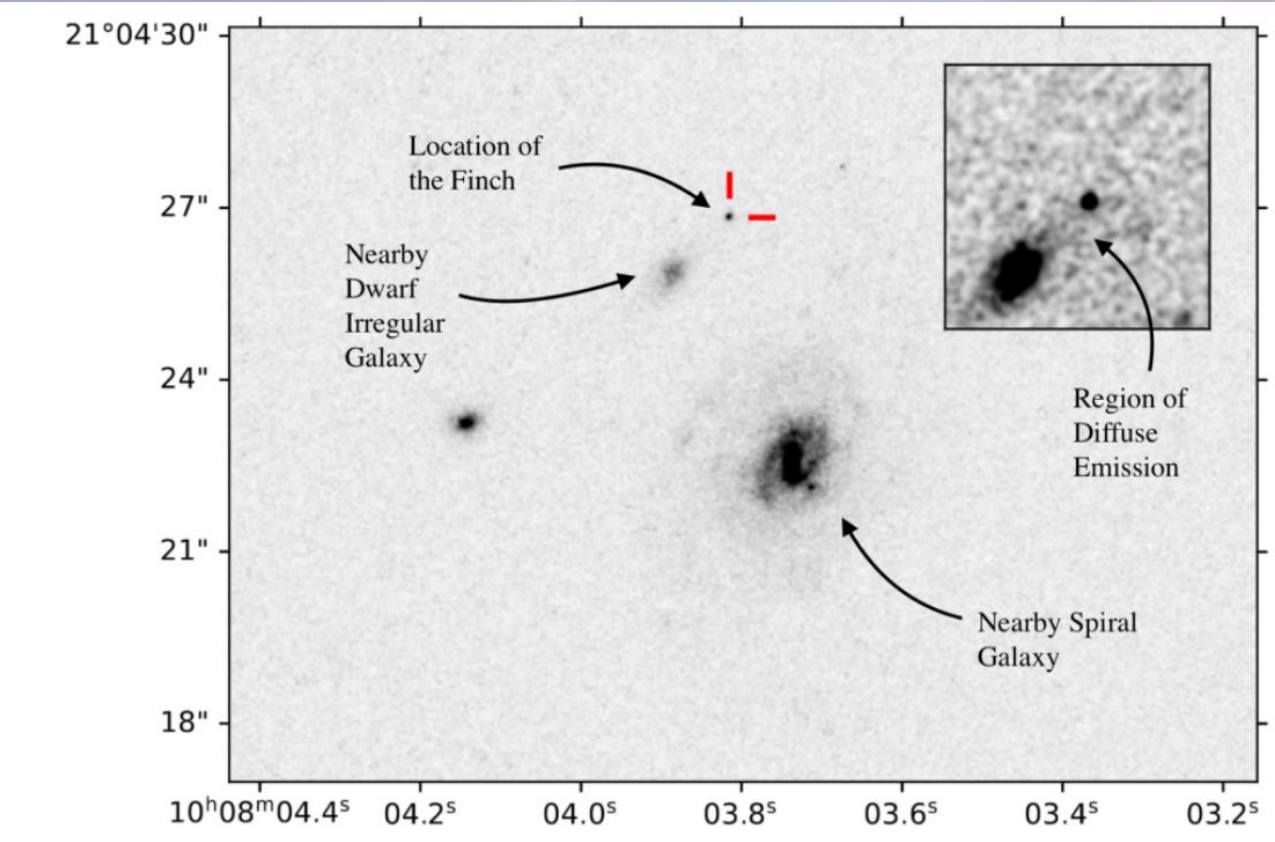 21°04'30"
27"
24"
21"
18"
Location of
the Finch
Nearby
Dwarf
Irregular
Galaxy
Region of
Diffuse
Emission
Nearby Spiral
Galaxy
10ʰ08ᵐ04.4ˢ 04.2ˢ 04.0ˢ 03.8ˢ 03.6ˢ 03.4ˢ 03.2ˢ